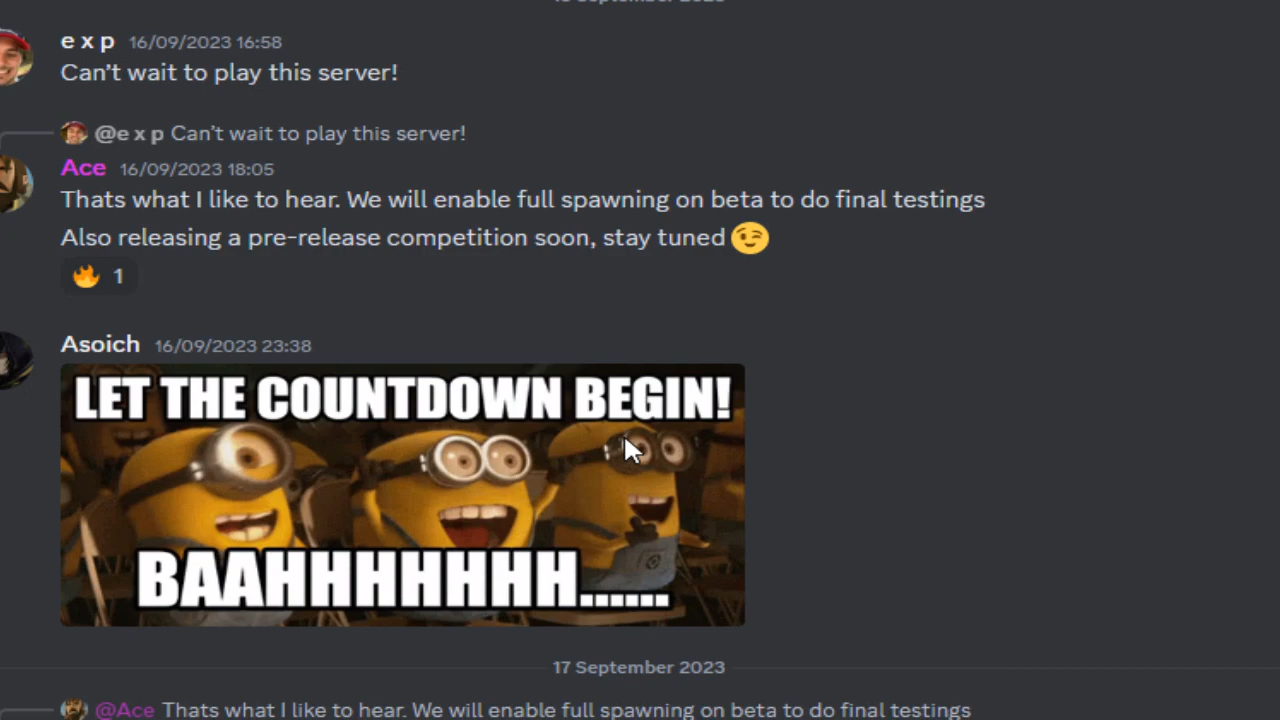 e x p 16/09/2023 16:58
Can't wait to play this server!
@e x p Can't wait to play this server!
Ace 16/09/2023 18:05
Thats what I like to hear. We will enable full spawning on beta to do final testings
Also releasing a pre-release competition soon, stay tuned 😉
🔥 1
Asoich 16/09/2023 23:38
LET THE COUNTDOWN BEGIN!
BAAHHHHHHH......
17 September 2023
@Ace Thats what I like to hear. We will enable full spawning on beta to do final testings